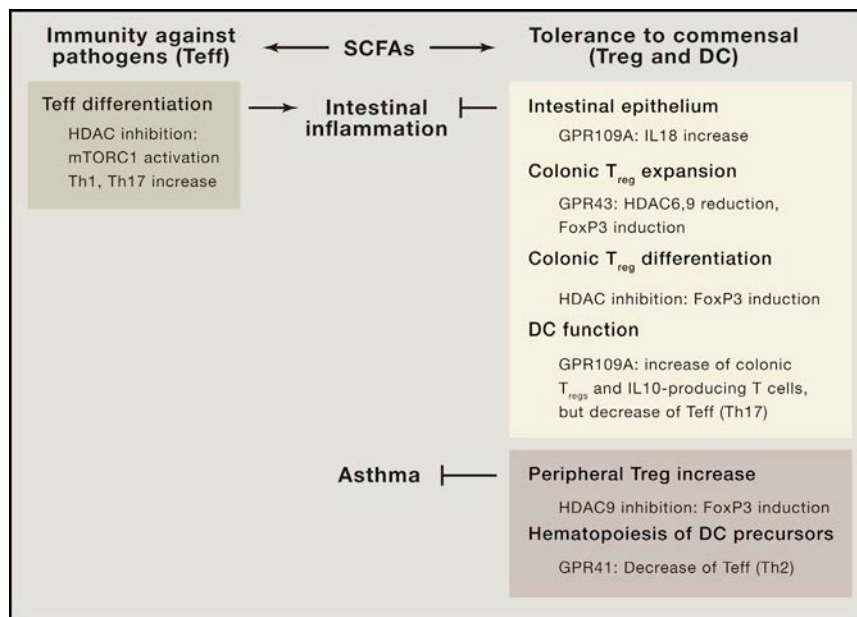 Immunity against
pathogens (Teff)
SCFAs
Tolerance to commensal
(Treg and DC)
Teff differentiation
HDAC inhibition:
mTORC1 activation
Th1, Th17 increase
Intestinal
inflammation
Intestinal epithelium
GPR109A: IL18 increase
Colonic Treg expansion
GPR43: HDAC6,9 reduction,
FoxP3 induction
Colonic Treg differentiation
HDAC inhibition: FoxP3 induction
DC function
GPR109A: increase of colonic
Tregs and IL10-producing T cells,
but decrease of Teff (Th17)
Asthma
Peripheral Treg increase
HDAC9 inhibition: FoxP3 induction
Hematopoiesis of DC precursors
GPR41: Decrease of Teff (Th2)